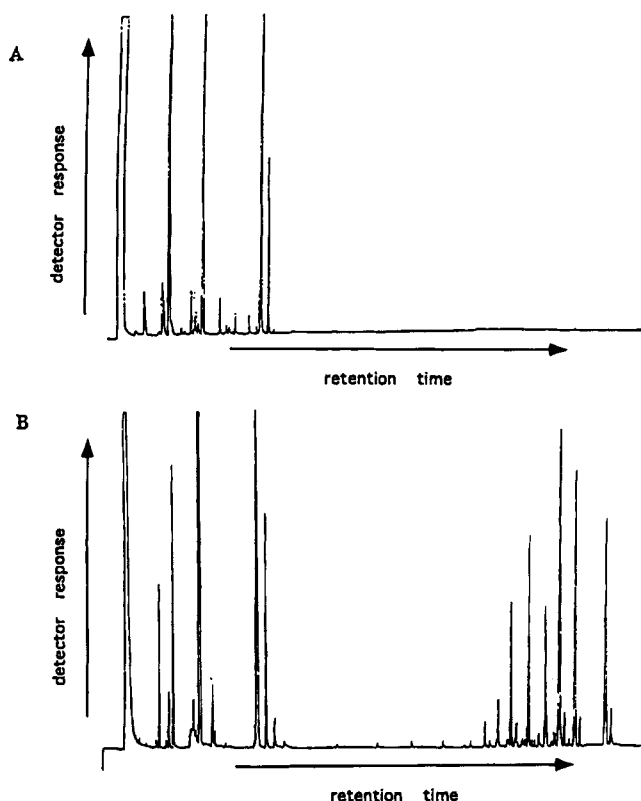 A
detector response
retention time
B
detector response
retention time